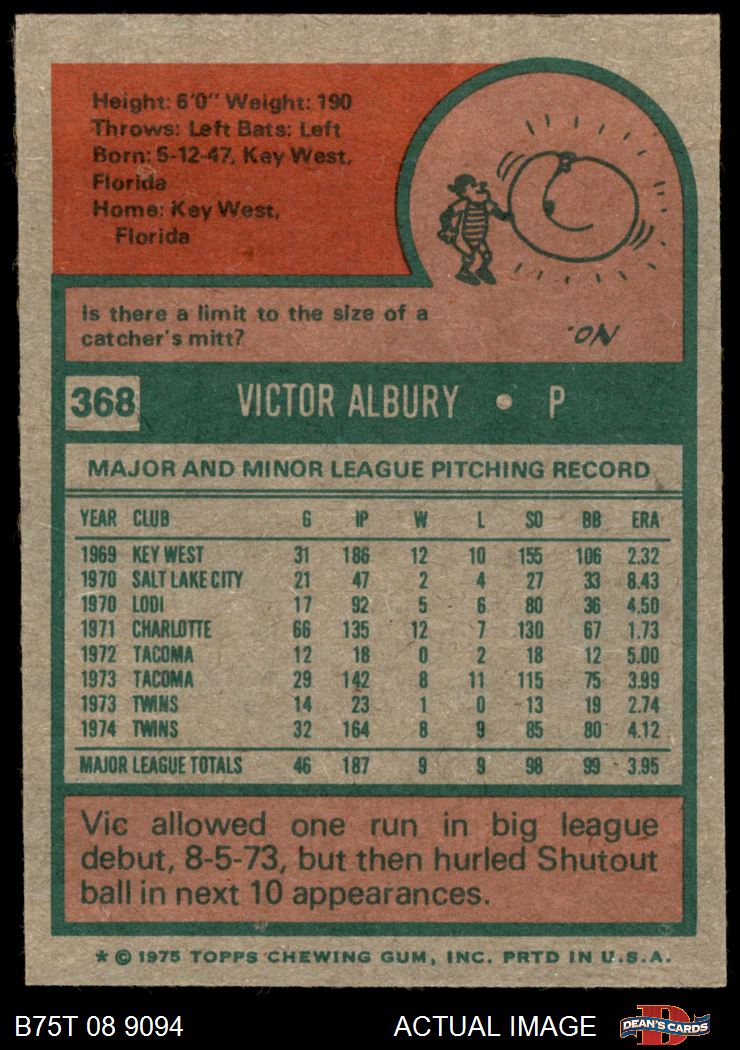 Height: 6'0" Weight: 190
Throws: Left Bats: Left
Born: 5-12-47, Key West,
Florida
Home: Key West,
Florida
Is there a limit to the size of a
catcher's mitt?
NO.
368 VICTOR ALBURY • P
MAJOR AND MINOR LEAGUE PITCHING RECORD
YEAR CLUB G IP W L SO BB ERA
1969 KEY WEST 31 186 12 10 155 106 2.32
1970 SALT LAKE CITY 21 47 2 4 27 33 8.43
1970 LODI 17 92 5 6 80 36 4.50
1971 CHARLOTTE 66 135 12 7 130 67 1.73
1972 TACOMA 12 18 0 2 18 12 5.00
1973 TACOMA 29 142 8 11 115 75 3.99
1973 TWINS 14 23 1 0 13 19 2.74
1974 TWINS 32 164 8 9 85 80 4.12
MAJOR LEAGUE TOTALS 46 187 9 9 98 99 3.95
Vic allowed one run in big league
debut, 8-5-73, but then hurled Shutout
ball in next 10 appearances.
* © 1975 TOPPS CHEWING GUM, INC. PRTD IN U.S.A.
B75T 08 9094 ACTUAL IMAGE D DEAN'S CARDS